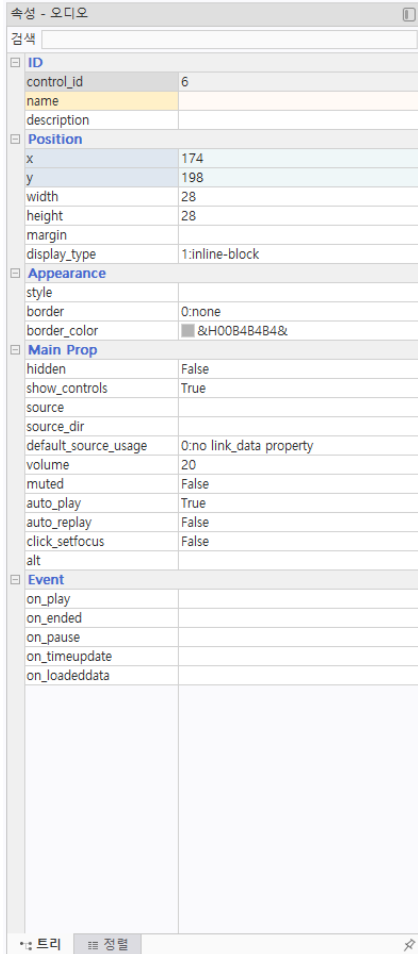 속성 - 오디오
검색
ID
control_id 6
name
description
Position
x 174
y 198
width 28
height 28
margin
display_type 1:inline-block
Appearance
style
border 0:none
border_color &H00B4B4B4&
Main Prop
hidden False
show_controls True
source
source_dir
default_source_usage 0:no link_data property
volume 20
muted False
auto_play True
auto_replay False
click_setfocus False
alt
Event
on_play
on_ended
on_pause
on_timeupdate
on_loadeddata
트리 정렬